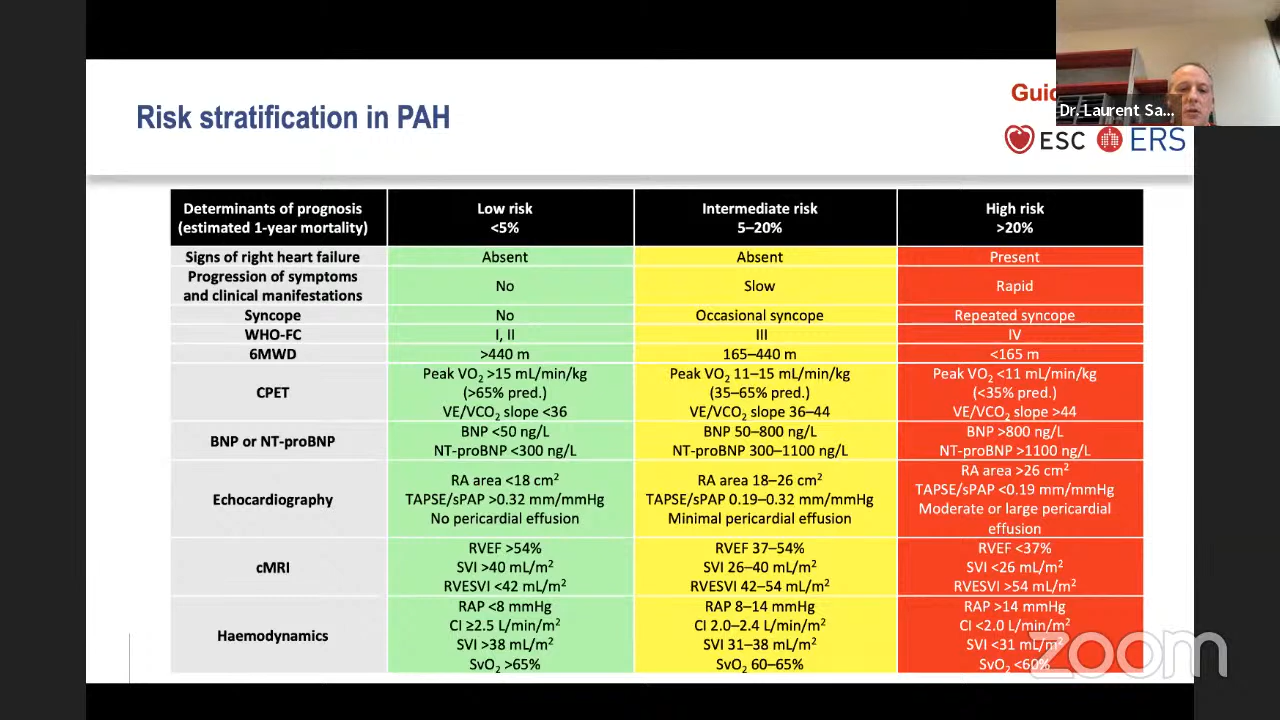 Risk stratification in PAH
Dr. Laurent Sa...
ESC ERS
Determinants of prognosis
(estimated 1-year mortality)
Low risk
<5%
Intermediate risk
5–20%
High risk
>20%
Signs of right heart failure
Absent
Absent
Present
Progression of symptoms
and clinical manifestations
No
Slow
Rapid
Syncope
No
Occasional syncope
Repeated syncope
WHO-FC
I, II
III
IV
6MWD
>440 m
165–440 m
<165 m
CPET
Peak VO₂ >15 mL/min/kg
(>65% pred.)
VE/VCO₂ slope <36
Peak VO₂ 11–15 mL/min/kg
(35–65% pred.)
VE/VCO₂ slope 36–44
Peak VO₂ <11 mL/min/kg
(<35% pred.)
VE/VCO₂ slope >44
BNP or NT-proBNP
BNP <50 ng/L
NT-proBNP <300 ng/L
BNP 50–800 ng/L
NT-proBNP 300–1100 ng/L
BNP >800 ng/L
NT-proBNP >1100 ng/L
Echocardiography
RA area <18 cm²
TAPSE/sPAP >0.32 mm/mmHg
No pericardial effusion
RA area 18–26 cm²
TAPSE/sPAP 0.19–0.32 mm/mmHg
Minimal pericardial effusion
RA area >26 cm²
TAPSE/sPAP <0.19 mm/mmHg
Moderate or large pericardial
effusion
cMRI
RVEF >54%
SVI >40 mL/m²
RVESVI <42 mL/m²
RVEF 37–54%
SVI 26–40 mL/m²
RVESVI 42–54 mL/m²
RVEF <37%
SVI <26 mL/m²
RVESVI >54 mL/m²
Haemodynamics
RAP <8 mmHg
CI ≥2.5 L/min/m²
SVI >38 mL/m²
SvO₂ >65%
RAP 8–14 mmHg
CI 2.0–2.4 L/min/m²
SVI 31–38 mL/m²
SvO₂ 60–65%
RAP >14 mmHg
CI <2.0 L/min/m²
SVI <31 mL/m²
SvO₂ <60%
zoom